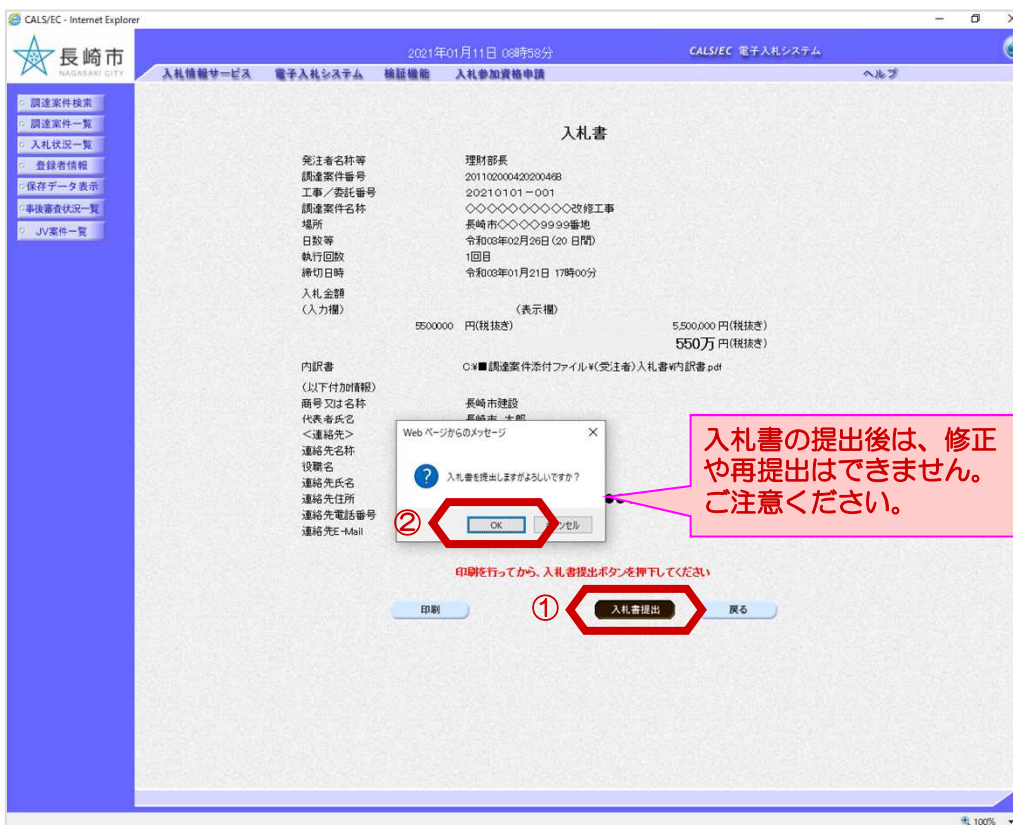 CALS/EC - Internet Explorer
長崎市
NAGASAKI CITY
2021年01月11日 08時58分
CALS/EC 電子入札システム
入札情報サービス 電子入札システム 検証機能 入札参加資格申請 ヘルプ
調達案件検索
調達案件一覧
入札状況一覧
登録者情報
保存データ表示
事後審査状況一覧
JV案件一覧
入札書
発注者名称等 理財部長
調達案件番号 201102000420200468
工事/委託番号 20210101-001
調達案件名称 ◇◇◇◇◇◇◇◇◇◇改修工事
場所 長崎市◇◇◇◇9999番地
日数等 令和03年02月26日(20 日間)
執行回数 1回目
締切日時 令和03年01月21日 17時00分
入札金額
(入力欄) (表示欄)
5500000 円(税抜き) 5,500,000 円(税抜き)
550万 円(税抜き)
内訳書 C:¥■調達案件添付ファイル¥(受注者)入札書¥内訳書.pdf
(以下付加情報)
商号又は名称 長崎市建設
代表者氏名 長崎市 太郎
<連絡先>
連絡先名称
役職名
連絡先氏名
連絡先住所
連絡先電話番号
連絡先E-Mail
Web ページからのメッセージ
入札書を提出しますがよろしいですか?
② OK キャンセル
入札書の提出後は、修正
や再提出はできません。
ご注意ください。
印刷を行ってから、入札書提出ボタンを押下してください
印刷 ① 入札書提出 戻る
100%